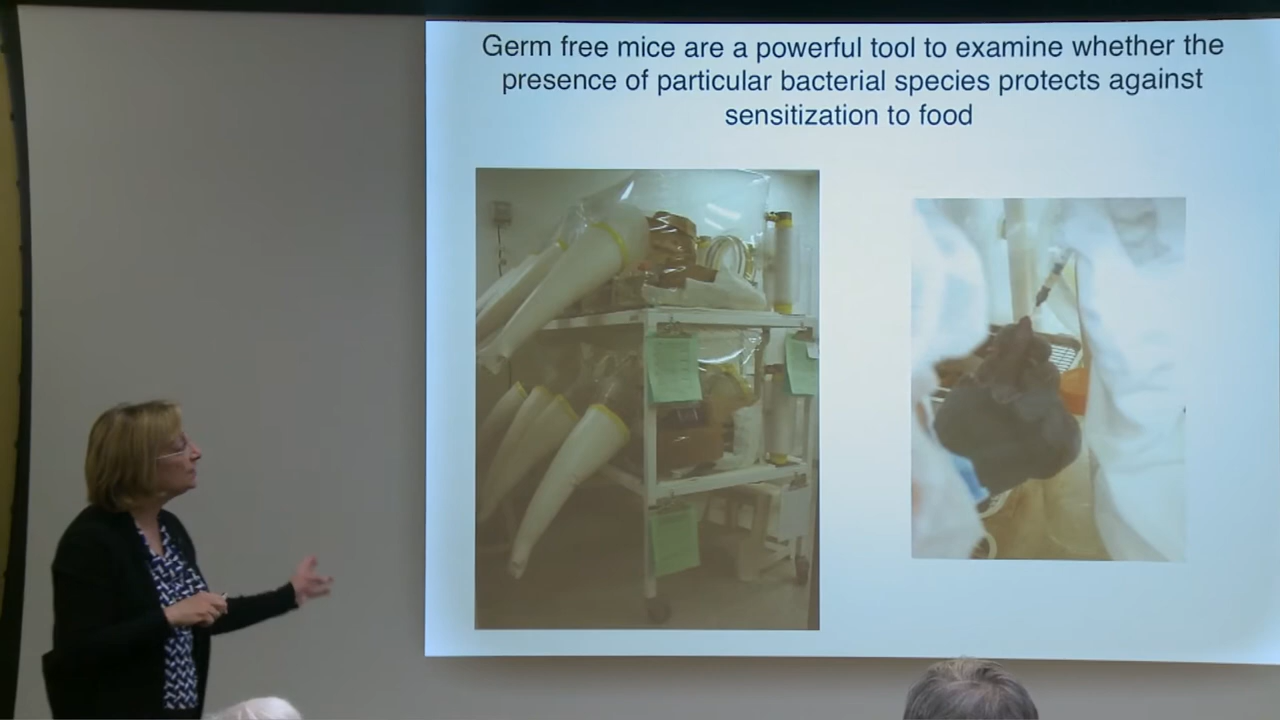 Germ free mice are a powerful tool to examine whether the
presence of particular bacterial species protects against
sensitization to food